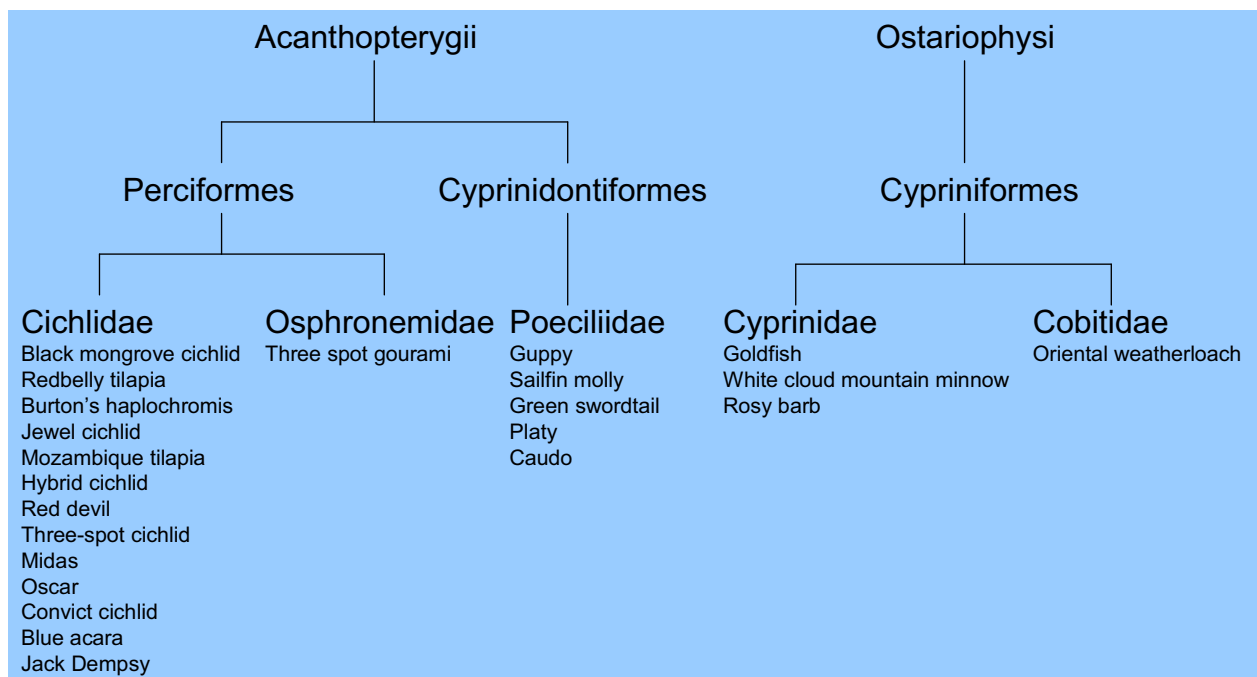 Acanthopterygii
Ostariophysi
Perciformes
Cyprinidontiformes
Cypriniformes
Cichlidae
Black mongrove cichlid
Redbelly tilapia
Burton's haplochromis
Jewel cichlid
Mozambique tilapia
Hybrid cichlid
Red devil
Three-spot cichlid
Midas
Oscar
Convict cichlid
Blue acara
Jack Dempsy
Osphronemidae
Three spot gourami
Poeciliidae
Guppy
Sailfin molly
Green swordtail
Platy
Caudo
Cyprinidae
Goldfish
White cloud mountain minnow
Rosy barb
Cobitidae
Oriental weatherloach